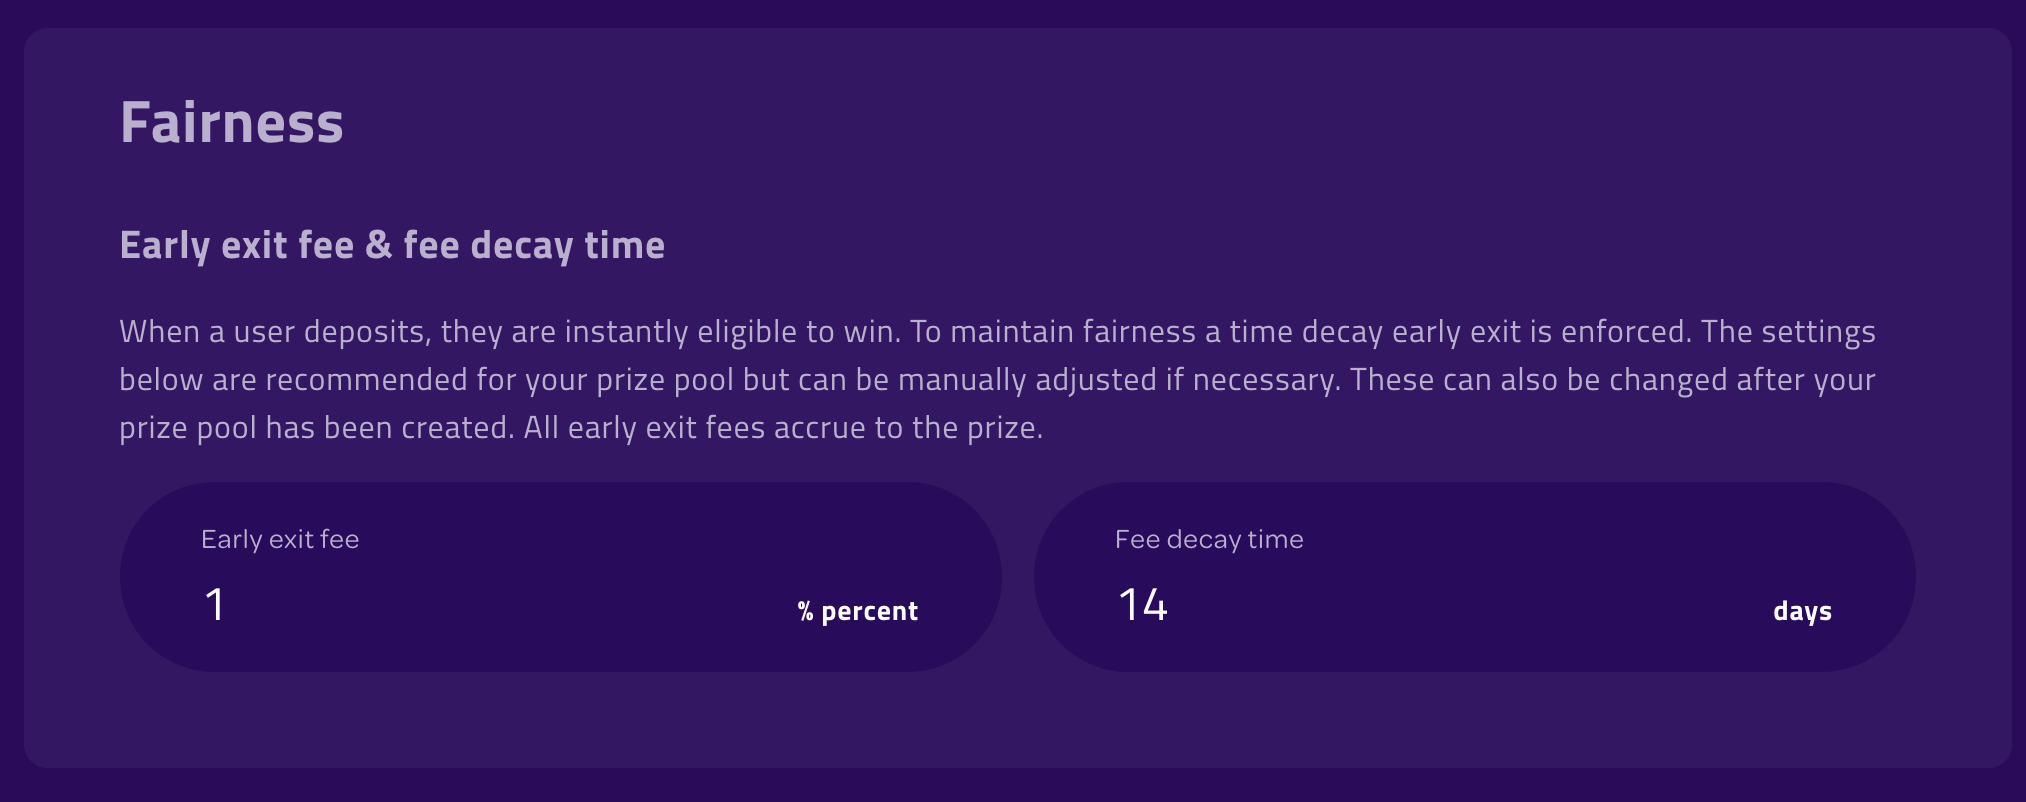 Fairness
Early exit fee & fee decay time
When a user deposits, they are instantly eligible to win. To maintain fairness a time decay early exit is enforced. The settings
below are recommended for your prize pool but can be manually adjusted if necessary. These can also be changed after your
prize pool has been created. All early exit fees accrue to the prize.
Early exit fee
1 % percent
Fee decay time
14 days